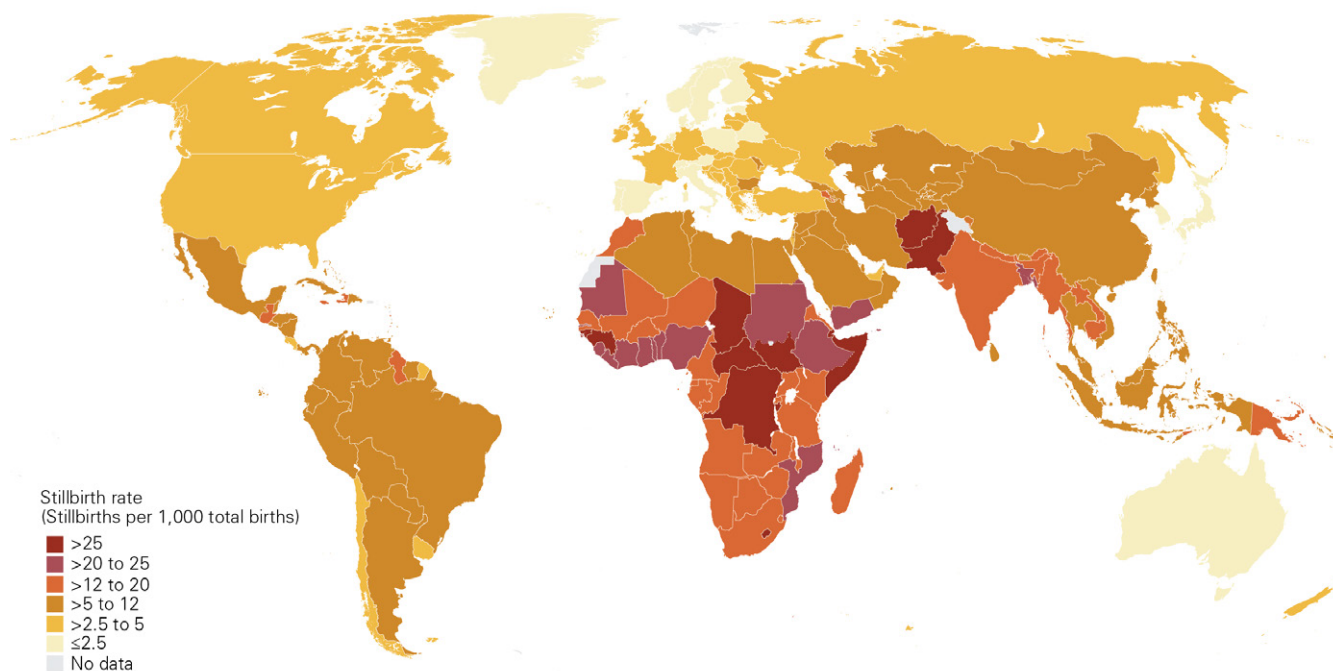 Stillbirth rate
(Stillbirths per 1,000 total births)
>25
>20 to 25
>12 to 20
>5 to 12
>2.5 to 5
≤2.5
No data